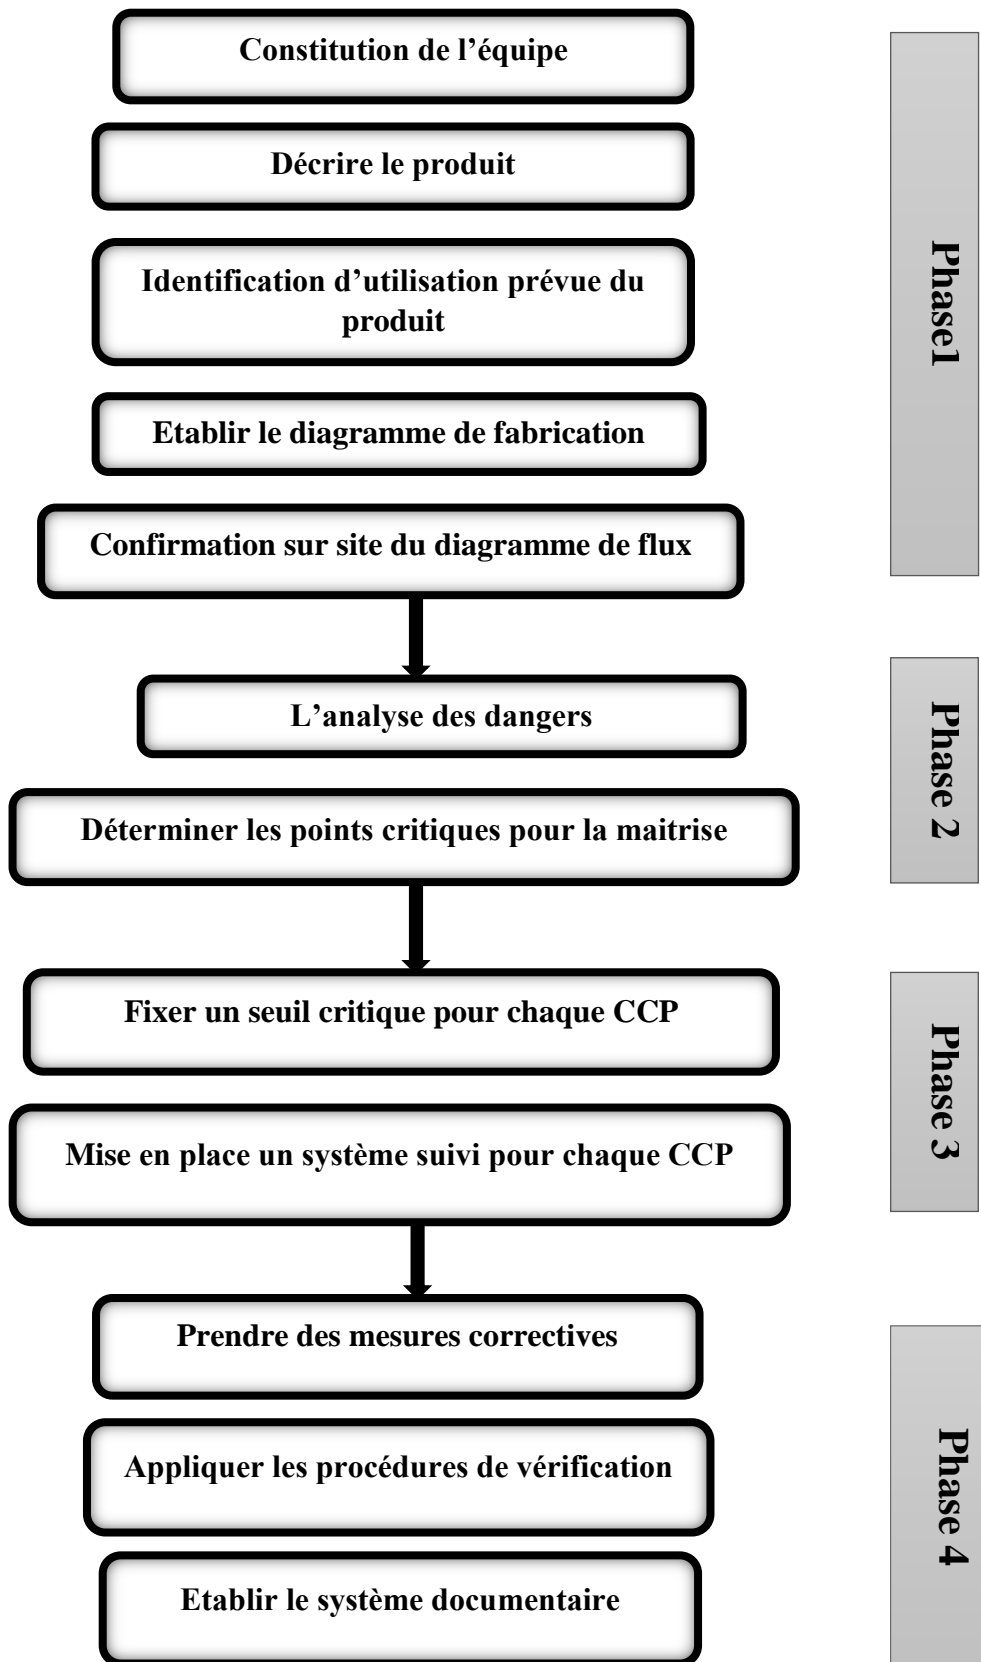 Constitution de l’équipe
Décrire le produit
Identification d’utilisation prévue du
produit
Etablir le diagramme de fabrication
Confirmation sur site du diagramme de flux
Phase1
L’analyse des dangers
Déterminer les points critiques pour la maitrise
Phase 2
Fixer un seuil critique pour chaque CCP
Mise en place un système suivi pour chaque CCP
Phase 3
Prendre des mesures correctives
Appliquer les procédures de vérification
Etablir le système documentaire
Phase 4